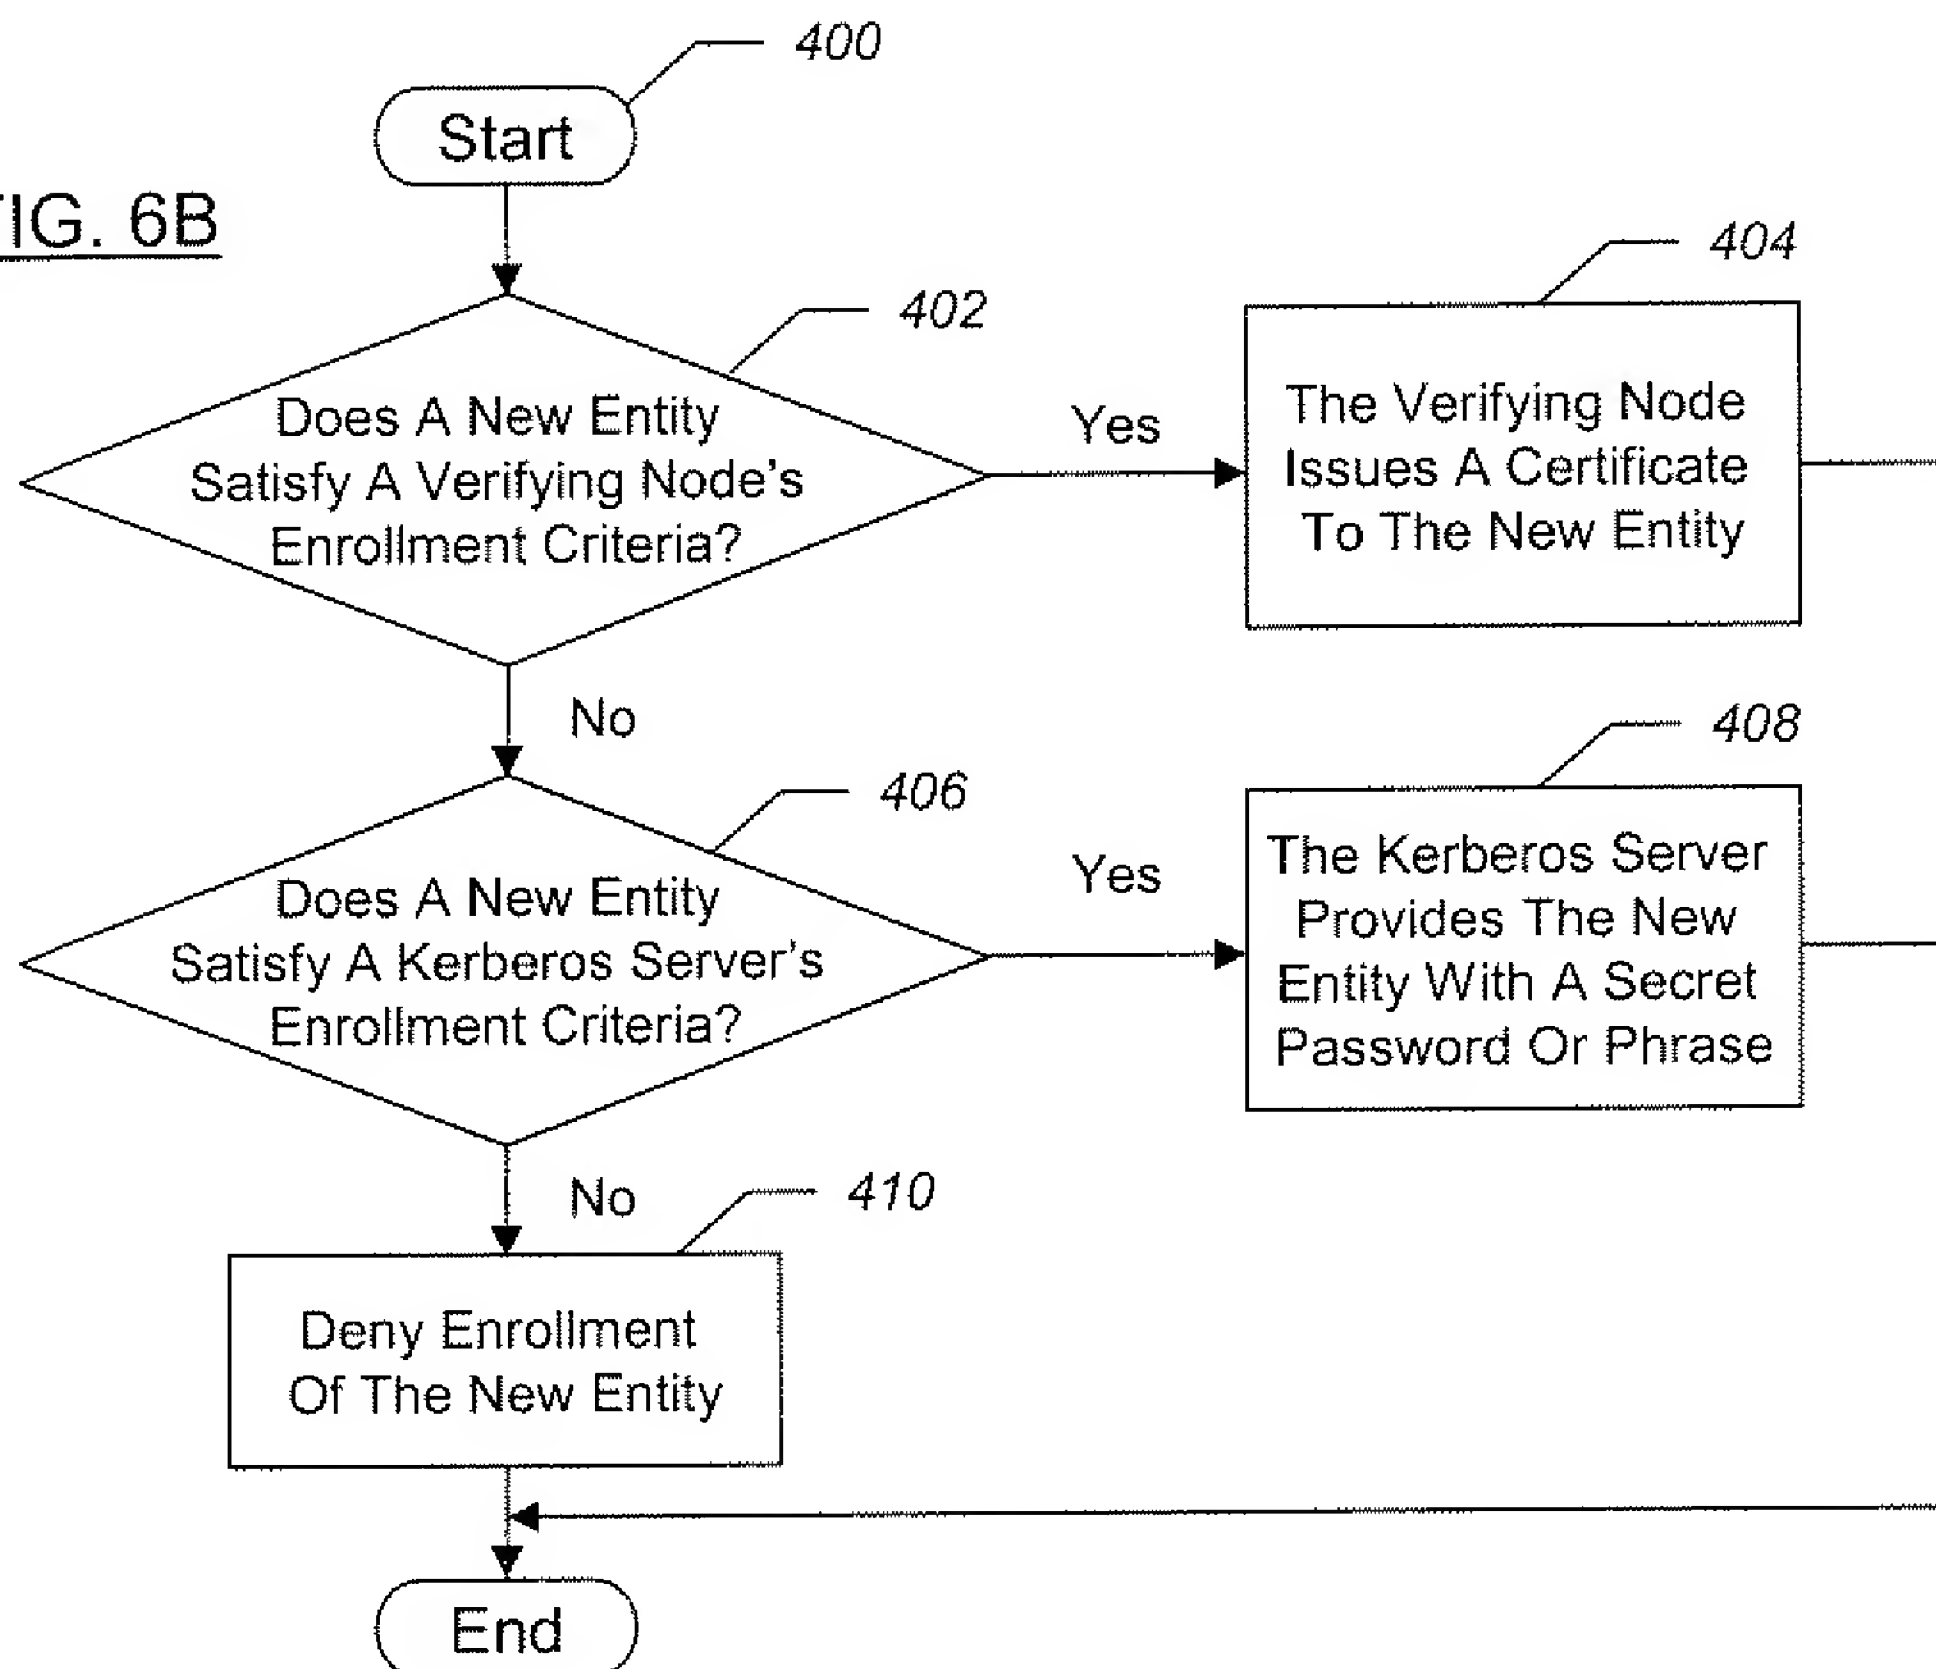 400
Start
FIG. 6B
402
Does A New Entity
Satisfy A Verifying Node's
Enrollment Criteria?
Yes
404
The Verifying Node
Issues A Certificate
To The New Entity
No
406
Does A New Entity
Satisfy A Kerberos Server's
Enrollment Criteria?
Yes
408
The Kerberos Server
Provides The New
Entity With A Secret
Password Or Phrase
No
410
Deny Enrollment
Of The New Entity
End